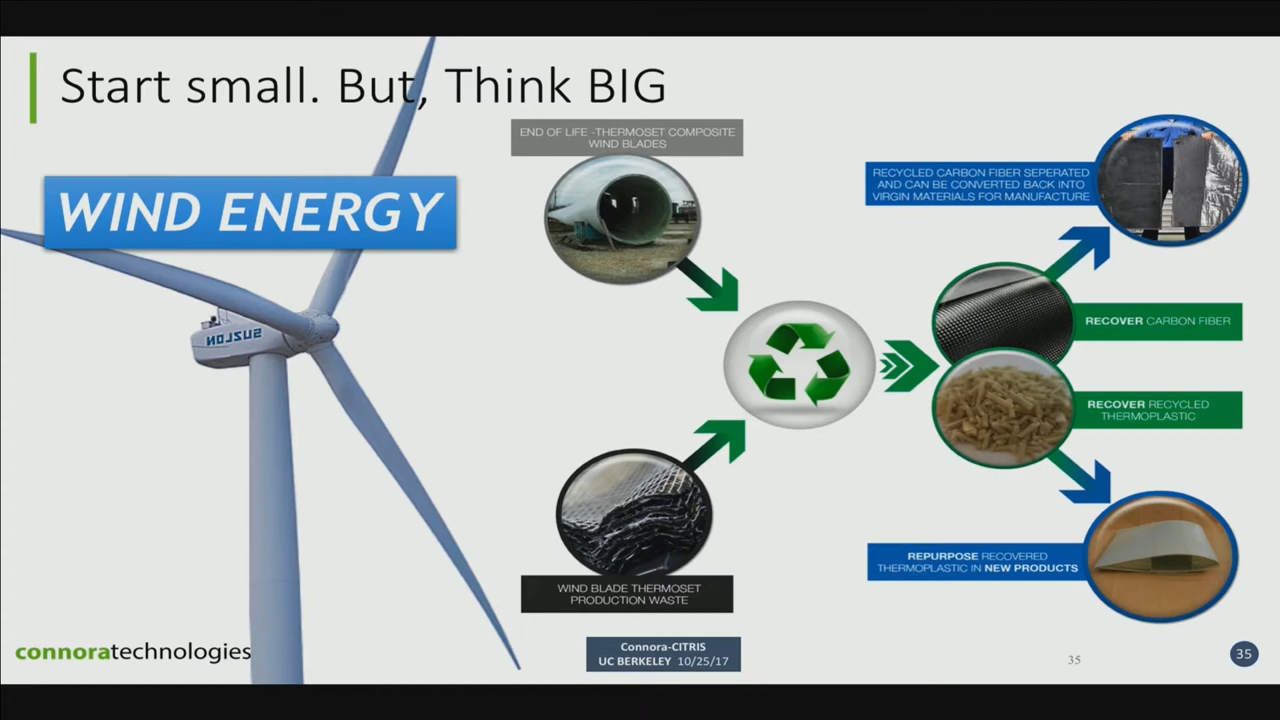 Start small. But, Think BIG
WIND ENERGY
SUZLON
END OF LIFE -THERMOSET COMPOSITE
WIND BLADES
RECYCLED CARBON FIBER SEPERATED
AND CAN BE CONVERTED BACK INTO
VIRGIN MATERIALS FOR MANUFACTURE
RECOVER CARBON FIBER
RECOVER RECYCLED
THERMOPLASTIC
REPURPOSE RECOVERED
THERMOPLASTIC IN NEW PRODUCTS
WIND BLADE THERMOSET
PRODUCTION WASTE
connoratechnologies
Connora-CITRIS
UC BERKELEY 10/25/17
35
35